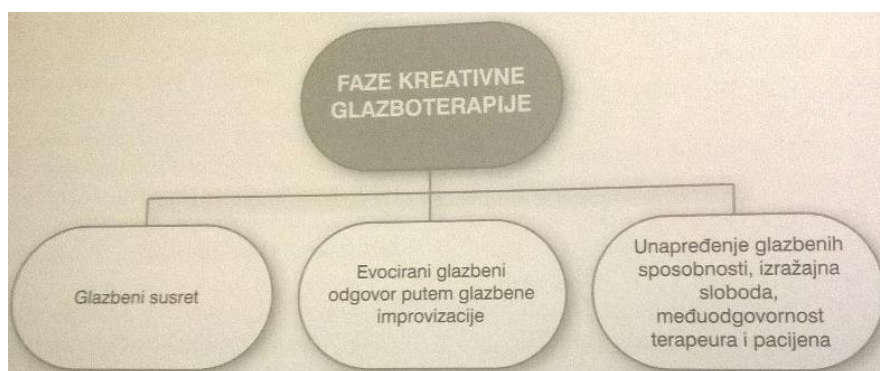 FAZE KREATIVNE
GLAZBOTERAPIJE
Glazbeni susret
Evocirani glazbeni
odgovor putem glazbene
improvizacije
Unapređenje glazbenih
sposobnosti, izražajna
sloboda,
međuodgovornost
terapeura i pacijena